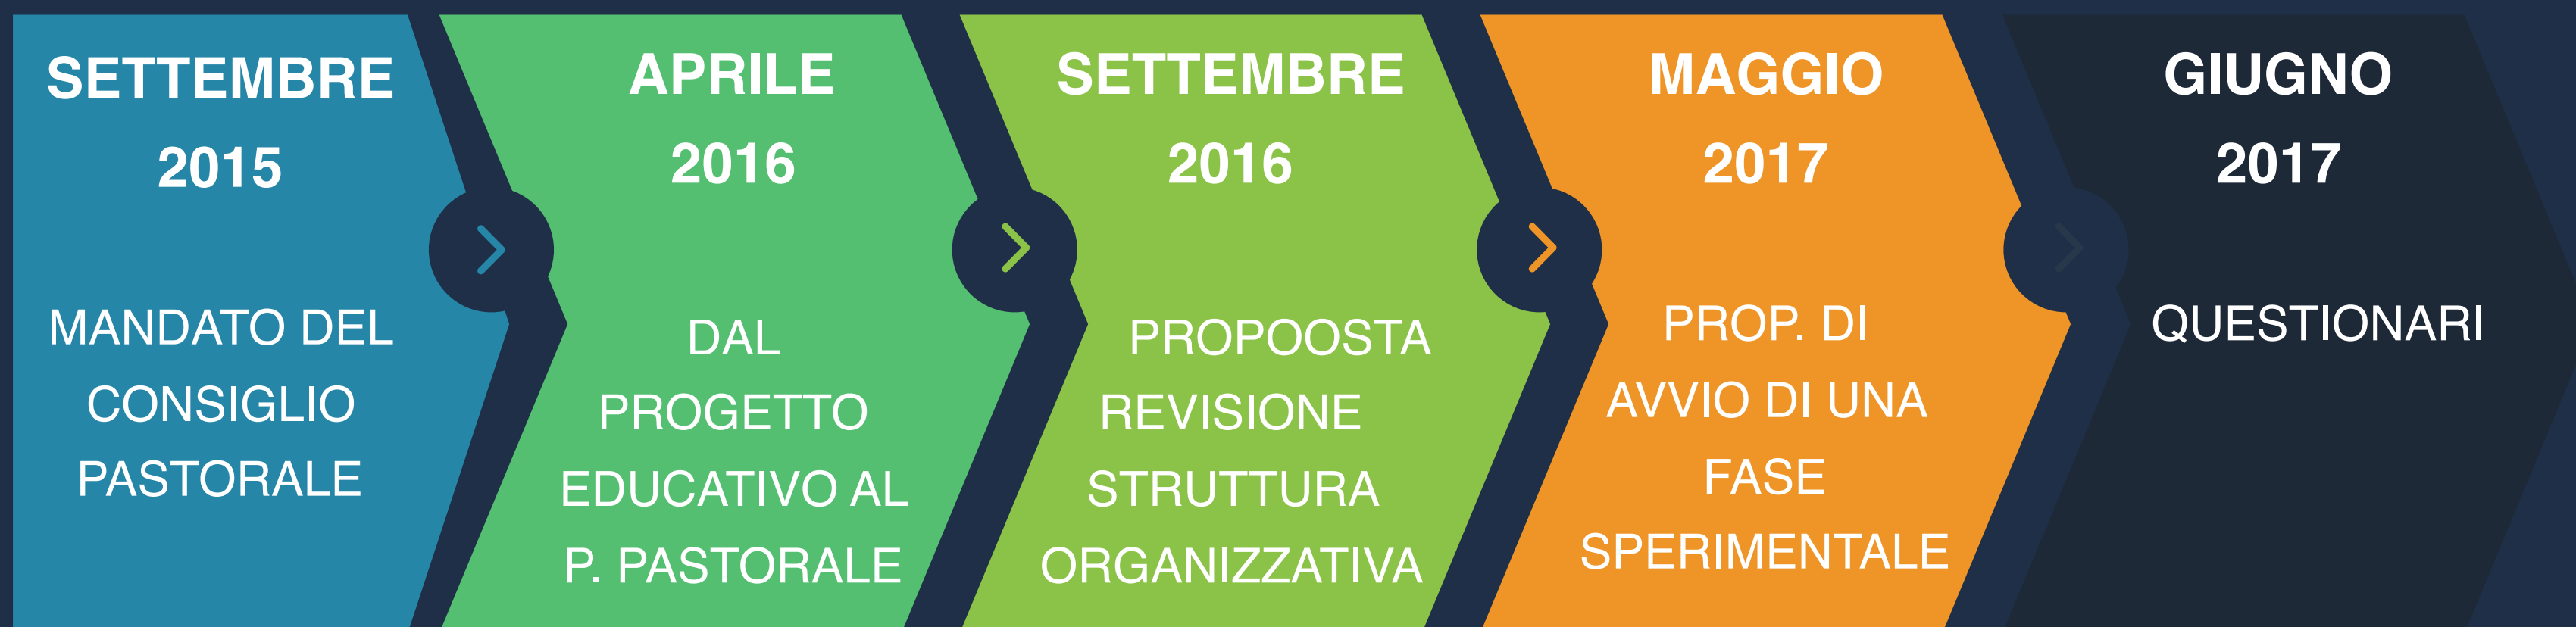 SETTEMBRE
2015
MANDATO DEL
CONSIGLIO
PASTORALE
APRILE
2016
DAL
PROGETTO
EDUCATIVO AL
P. PASTORALE
SETTEMBRE
2016
PROPOOSTA
REVISIONE
STRUTTURA
ORGANIZZATIVA
MAGGIO
2017
PROP. DI
AVVIO DI UNA
FASE
SPERIMENTALE
GIUGNO
2017
QUESTIONARI